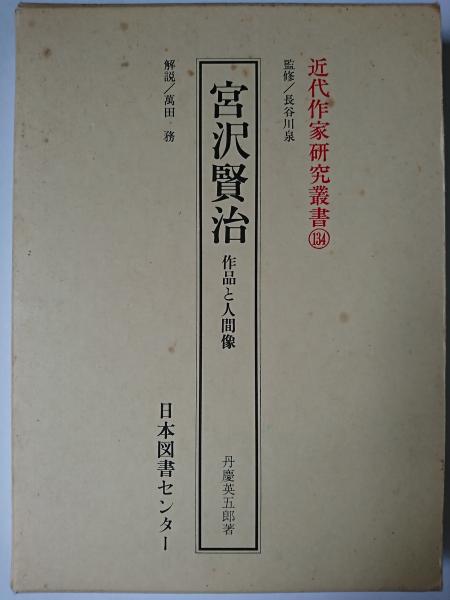 近代作家研究叢書134
監修／長谷川泉
宮沢賢治 作品と人間像 丹慶英五郎著
解説／萬田 務
日本図書センター